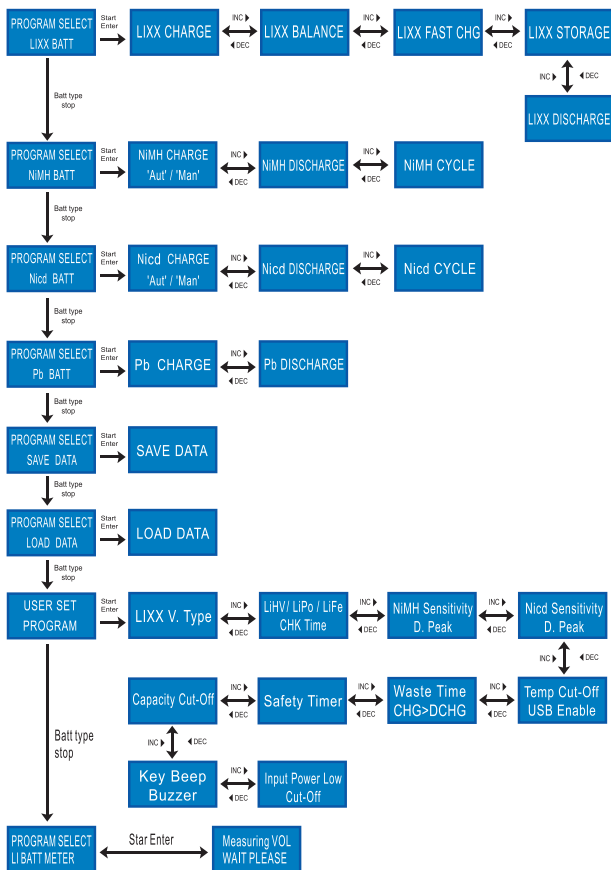 PROGRAM SELECT
LIXX BATT
Start
Enter
LIXX CHARGE
INC ▶
◀ DEC
LIXX BALANCE
INC ▶
◀ DEC
LIXX FAST CHG
INC ▶
◀ DEC
LIXX STORAGE
INC ▶
◀ DEC
LIXX DISCHARGE
Batt type
stop
PROGRAM SELECT
NiMH BATT
Start
Enter
NiMH CHARGE
'Aut' / 'Man'
INC ▶
◀ DEC
NiMH DISCHARGE
INC ▶
◀ DEC
NiMH CYCLE
Batt type
stop
PROGRAM SELECT
Nicd BATT
Start
Enter
Nicd CHARGE
'Aut' / 'Man'
INC ▶
◀ DEC
Nicd DISCHARGE
INC ▶
◀ DEC
Nicd CYCLE
Batt type
stop
PROGRAM SELECT
Pb BATT
Start
Enter
Pb CHARGE
INC ▶
◀ DEC
Pb DISCHARGE
Batt type
stop
PROGRAM SELECT
SAVE DATA
Start
Enter
SAVE DATA
Batt type
stop
PROGRAM SELECT
LOAD DATA
Start
Enter
LOAD DATA
Batt type
stop
USER SET
PROGRAM
Start
Enter
LIXX V. Type
INC ▶
◀ DEC
LiHV/ LiPo / LiFe
CHK Time
INC ▶
◀ DEC
NiMH Sensitivity
D. Peak
INC ▶
◀ DEC
Nicd Sensitivity
D. Peak
INC ▶
◀ DEC
Capacity Cut-Off
INC ▶
◀ DEC
Safety Timer
INC ▶
◀ DEC
Waste Time
CHG>DCHG
INC ▶
◀ DEC
Temp Cut-Off
USB Enable
INC ▶
◀ DEC
Key Beep
Buzzer
INC ▶
◀ DEC
Input Power Low
Cut-Off
Batt type
stop
PROGRAM SELECT
LI BATT METER
Star Enter
Measuring VOL
WAIT PLEASE